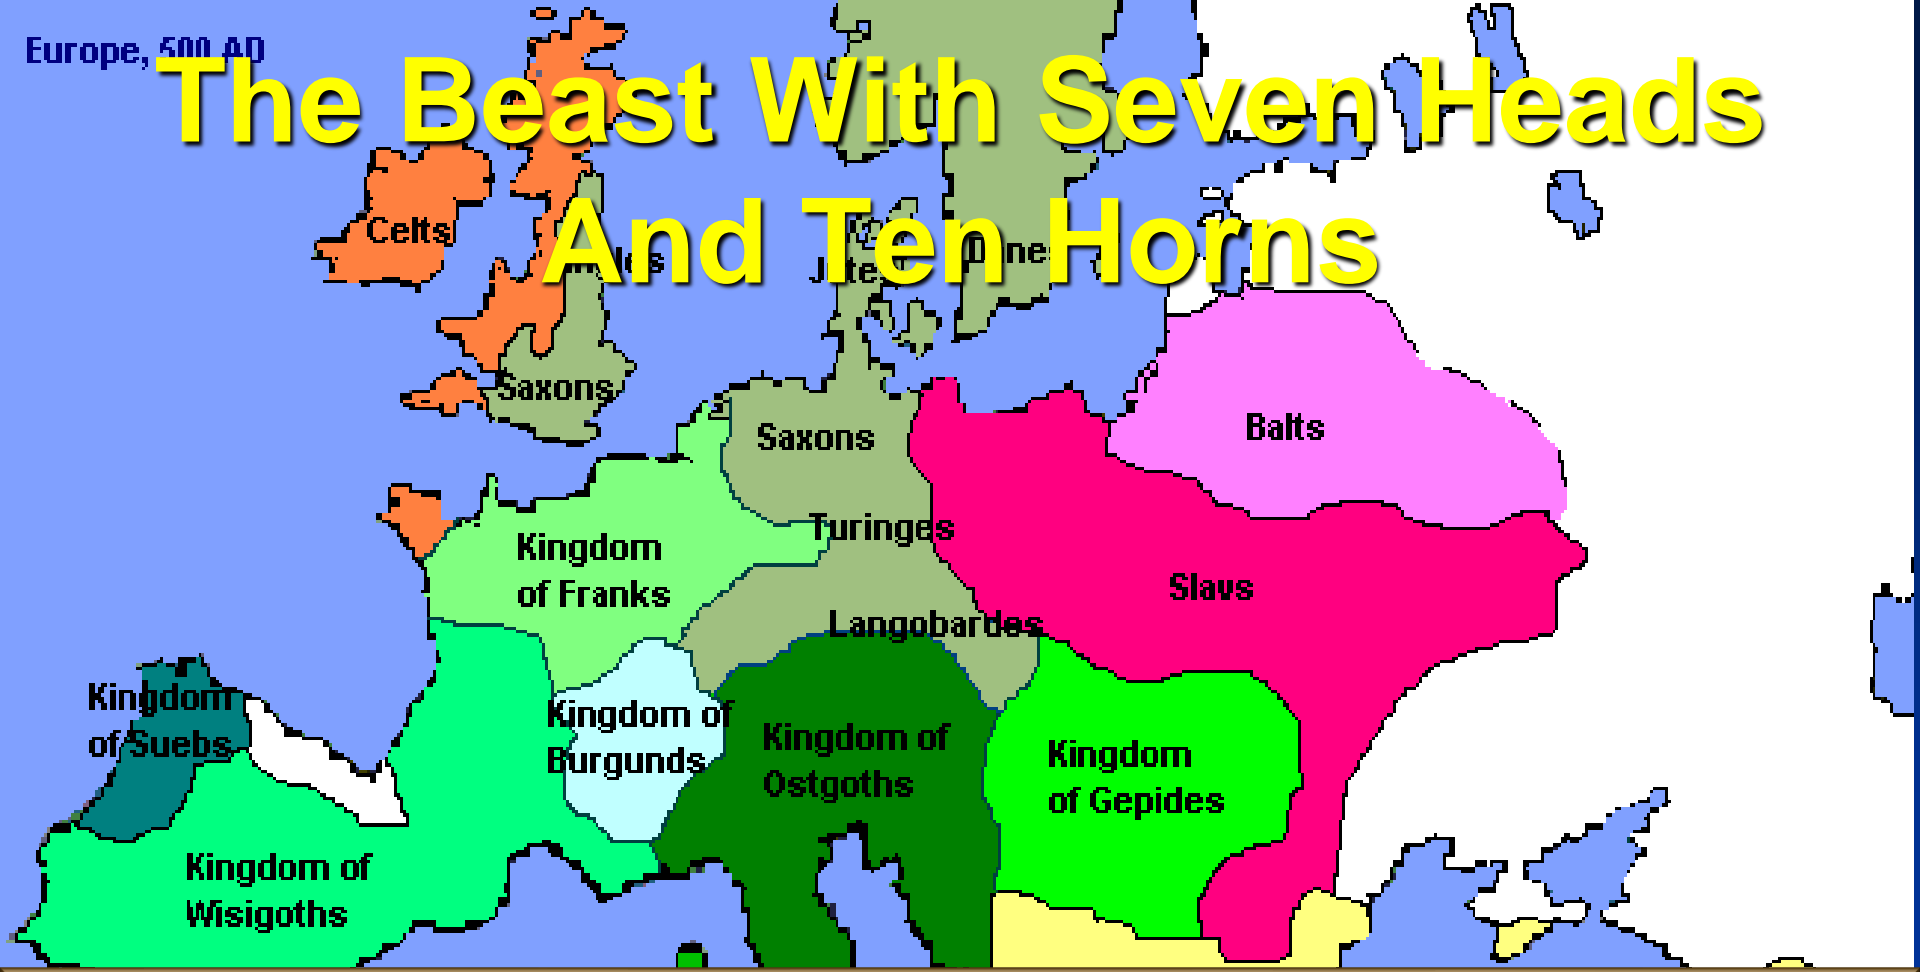 Europe, 500 AD
The Beast With Seven Heads
And Ten Horns
Celts
Saxons
Saxons
Balts
Turinges
Kingdom
of Franks
Slavs
Langobardes
Kingdom
of Suebs
Kingdom of
Burgunds
Kingdom of
Ostgoths
Kingdom
of Gepides
Kingdom of
Wisigoths